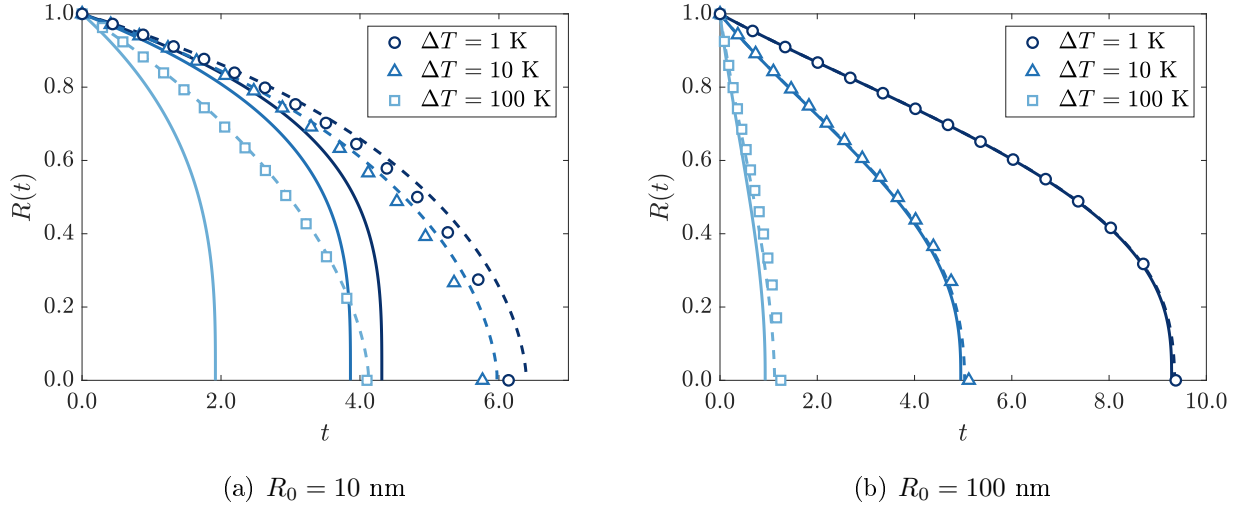 1.0
0.8
0.6
0.4
0.2
0.0
R(t)
0.0 2.0 4.0 6.0
t
ΔT = 1 K
ΔT = 10 K
ΔT = 100 K
(a) R₀ = 10 nm
1.0
0.8
0.6
0.4
0.2
0.0
R(t)
0.0 2.0 4.0 6.0 8.0 10.0
t
ΔT = 1 K
ΔT = 10 K
ΔT = 100 K
(b) R₀ = 100 nm